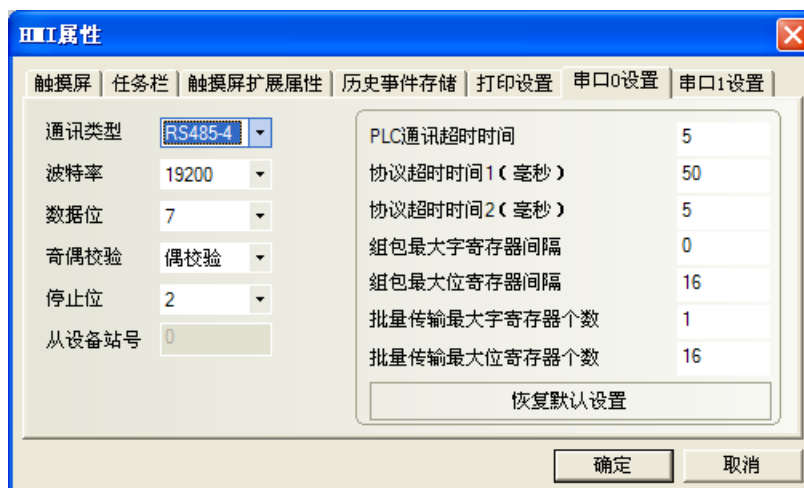 HMI属性
触摸屏 任务栏 触摸屏扩展属性 历史事件存储 打印设置 串口0设置 串口1设置
通讯类型 RS485-4
波特率 19200
数据位 7
奇偶校验 偶校验
停止位 2
从设备站号 0
PLC通讯超时时间 5
协议超时时间1(毫秒) 50
协议超时时间2(毫秒) 5
组包最大字寄存器间隔 0
组包最大位寄存器间隔 16
批量传输最大字寄存器个数 1
批量传输最大位寄存器个数 16
恢复默认设置
确定 取消